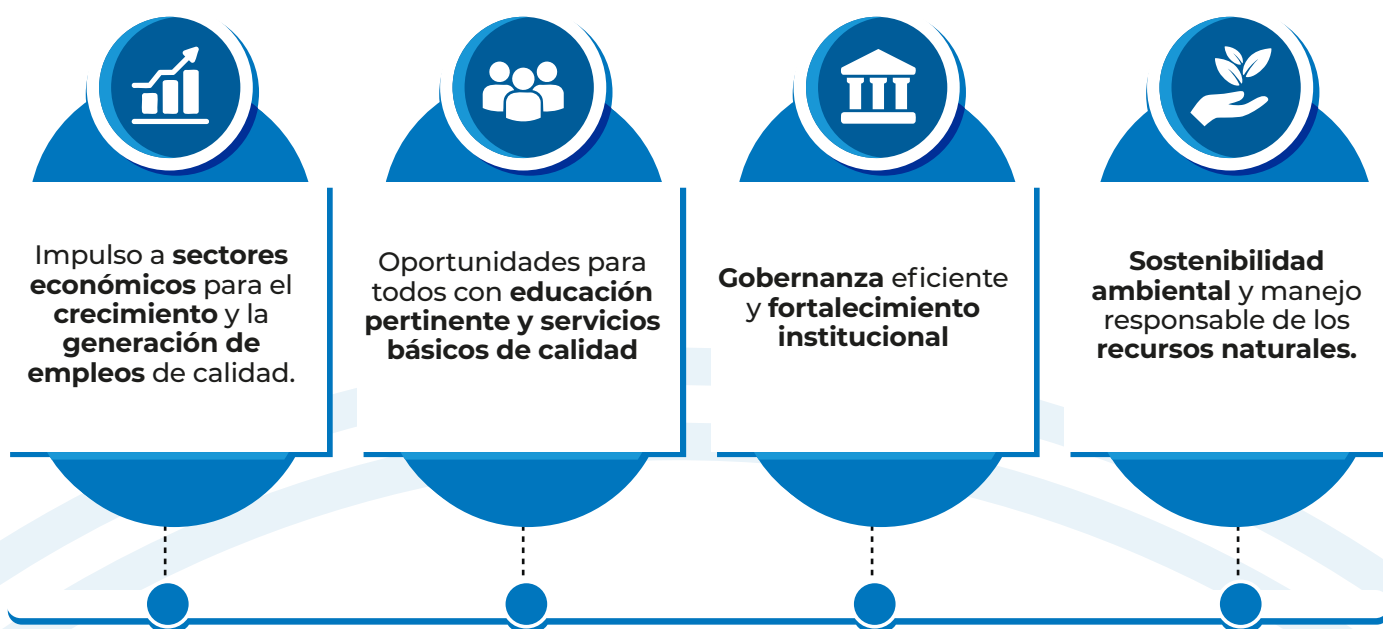 Impulso a sectores
económicos para el
crecimiento y la
generación de
empleos de calidad.
Oportunidades para
todos con educación
pertinente y servicios
básicos de calidad
Gobernanza eficiente
y fortalecimiento
institucional
Sostenibilidad
ambiental y manejo
responsable de los
recursos naturales.